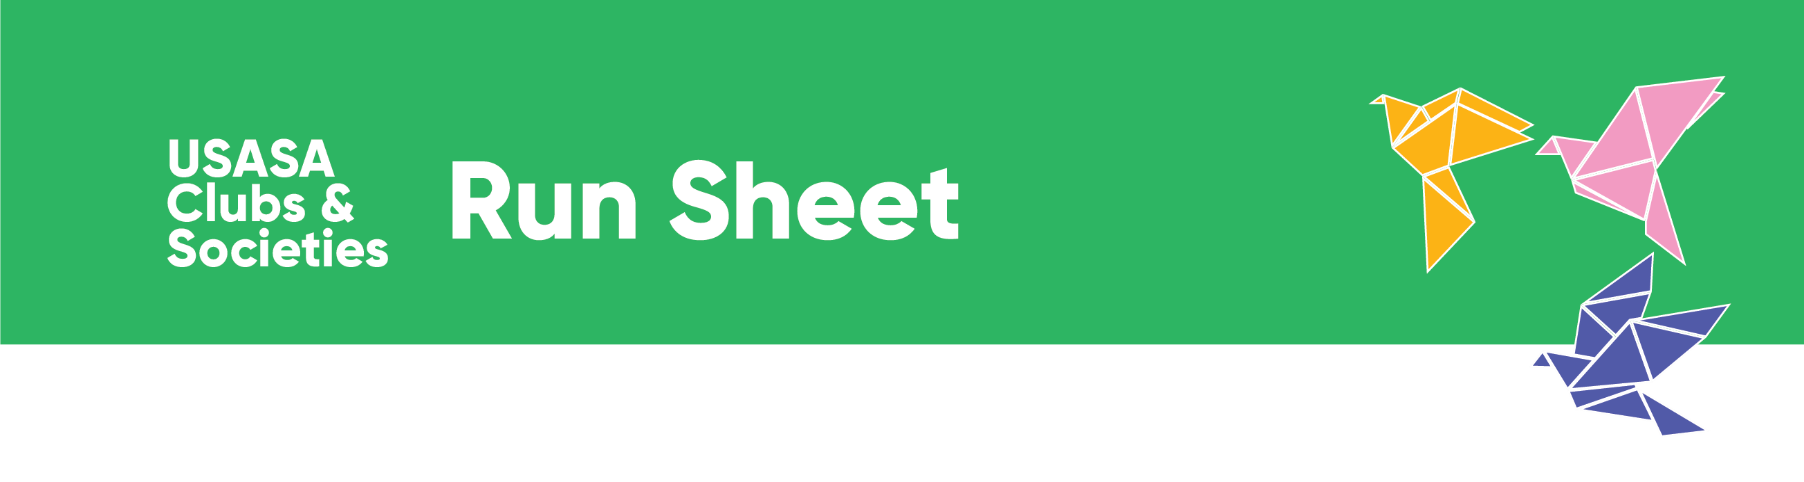 USASA
Clubs &
Societies
Run Sheet